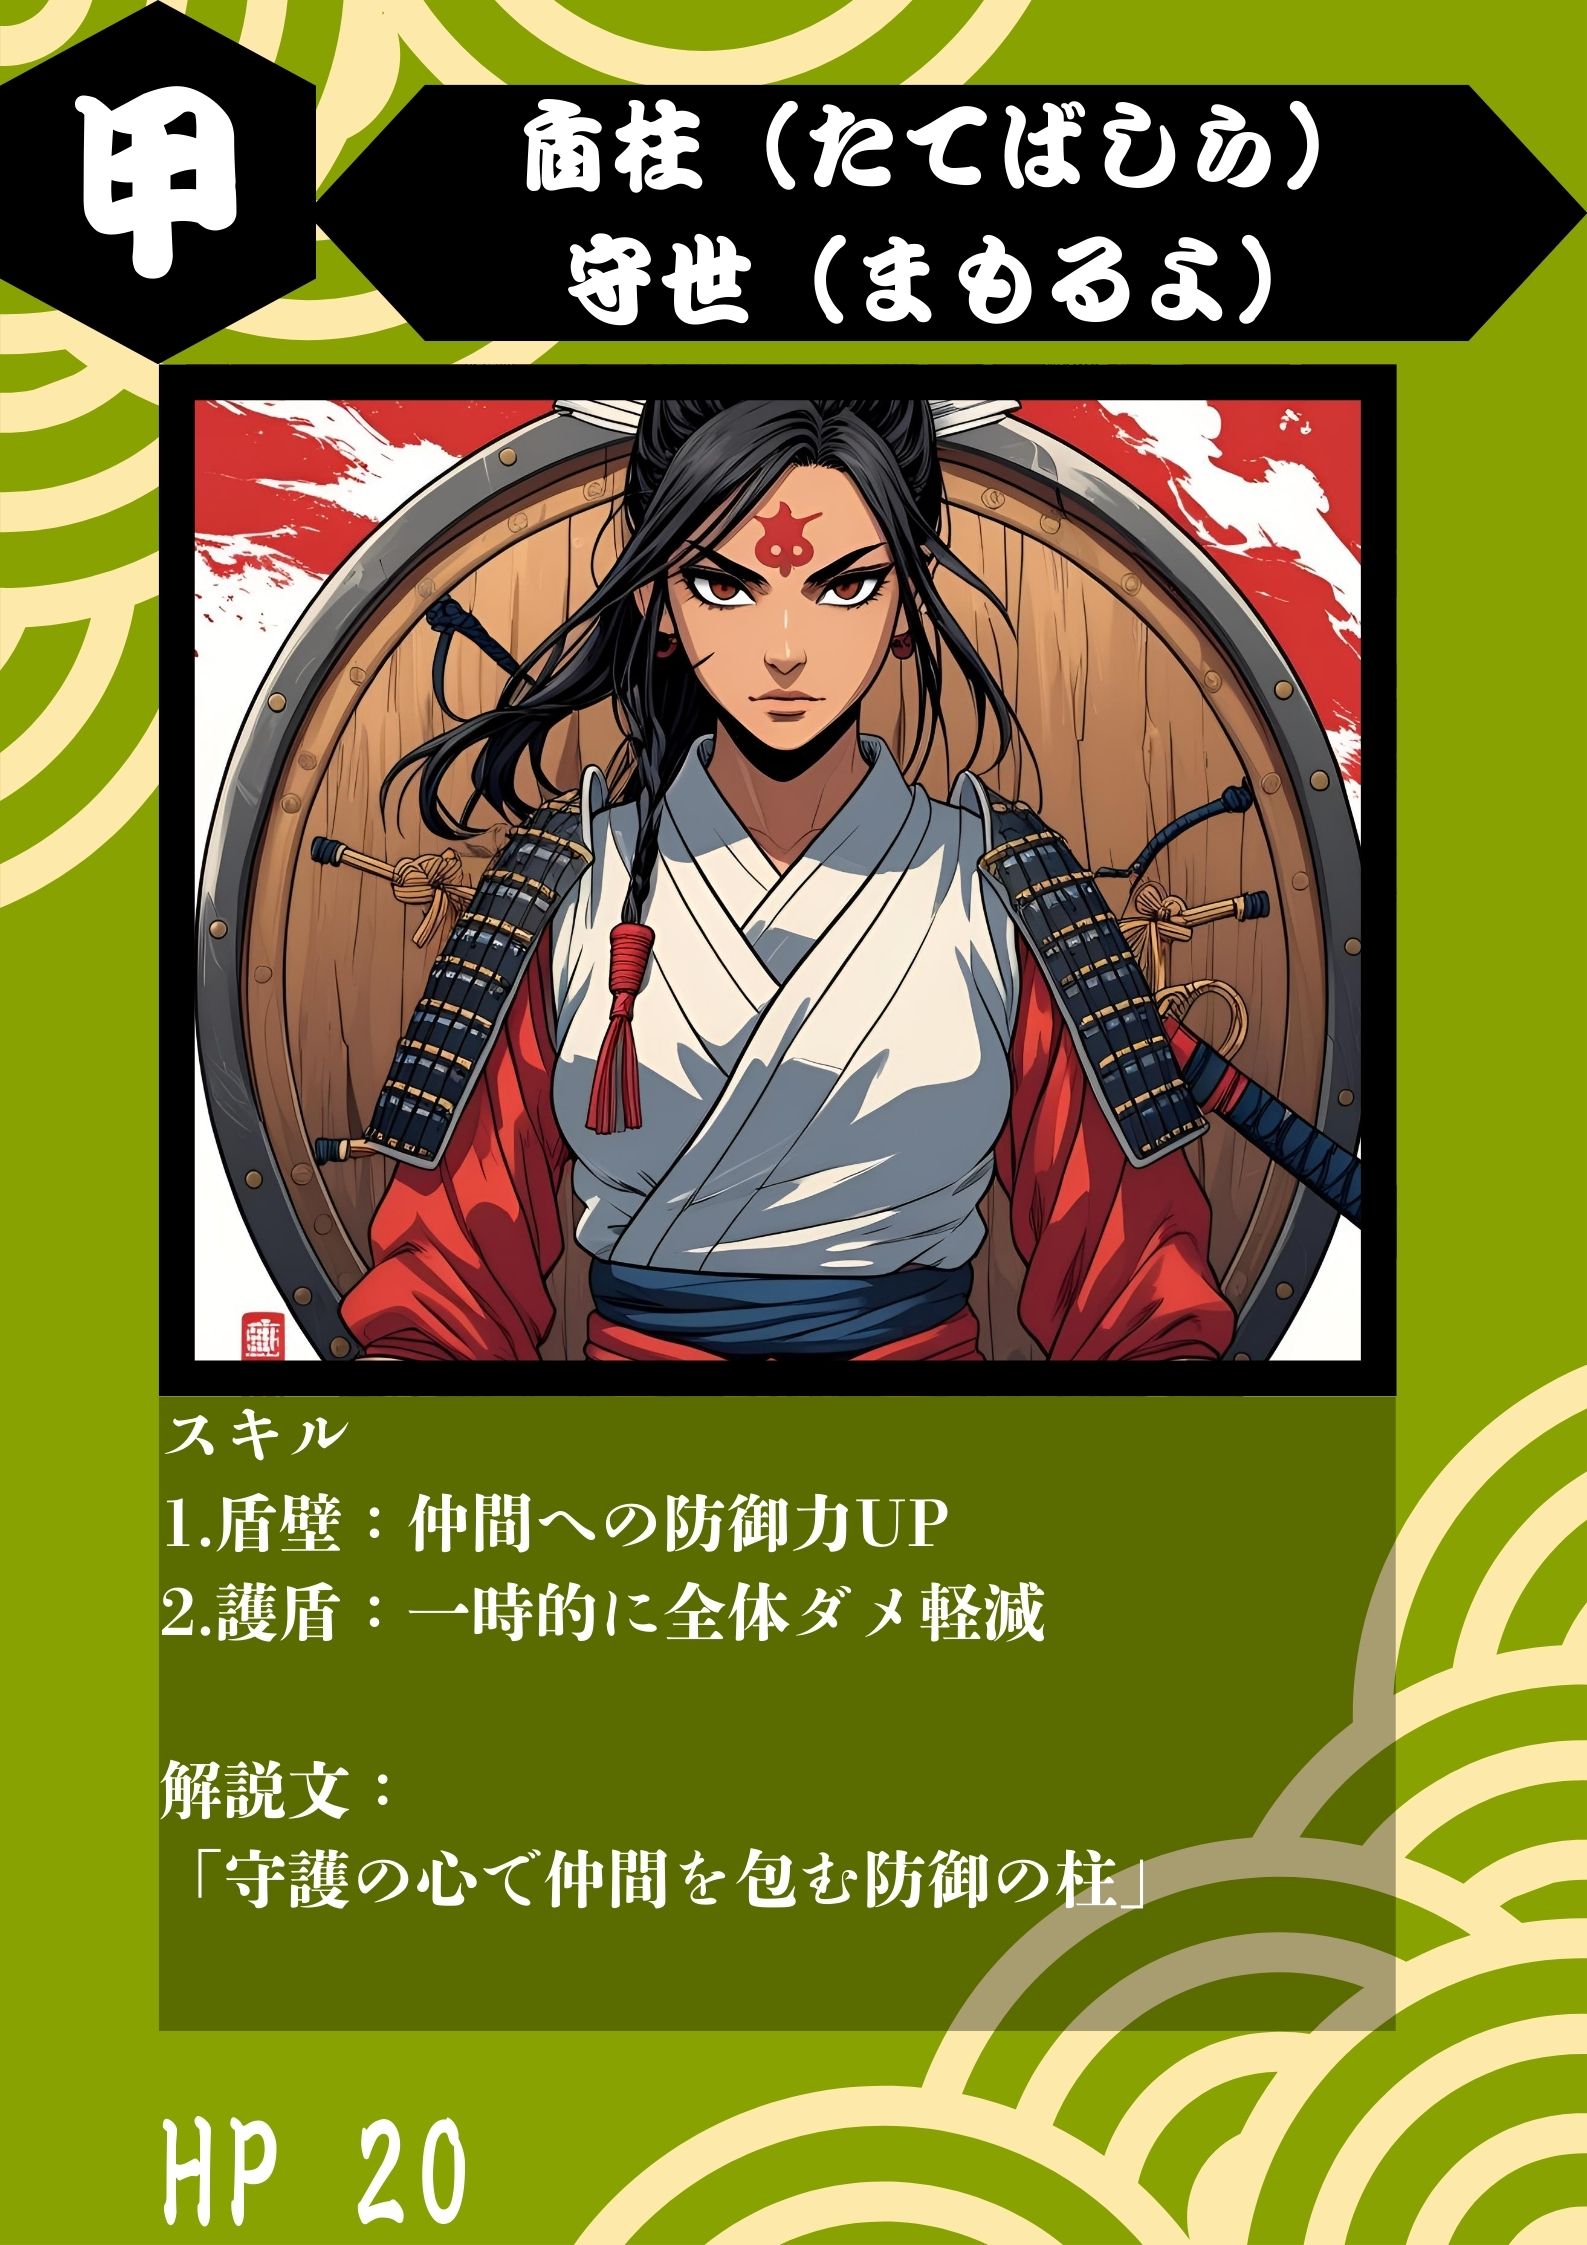 甲
盾柱（たてばしら）
守世（まもるよ）
スキル
1.盾壁：仲間への防御力UP
2.護盾：一時的に全体ダメ軽減
解説文：
「守護の心で仲間を包む防御の柱」
HP 20